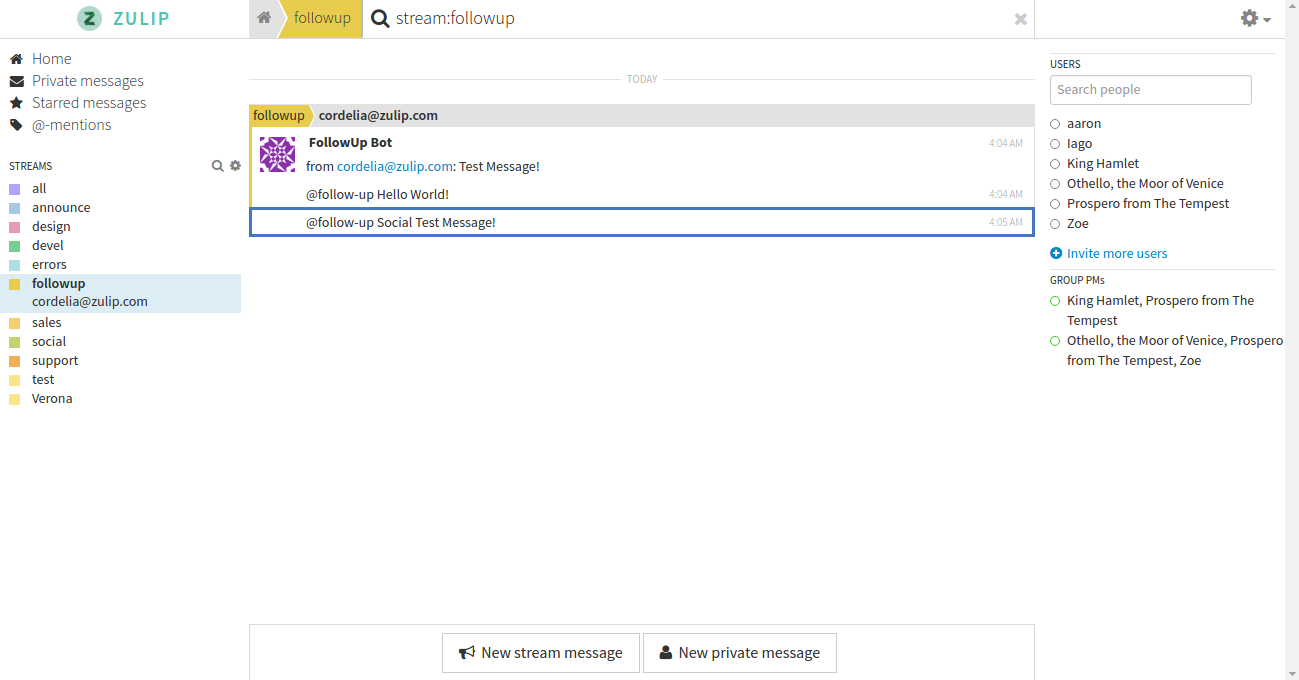 ZULIP
followup
stream:followup
Home
Private messages
Starred messages
@-mentions
STREAMS
all
announce
design
devel
errors
followup
cordelia@zulip.com
sales
social
support
test
Verona
TODAY
followup cordelia@zulip.com
FollowUp Bot 4:04 AM
from cordelia@zulip.com: Test Message!
@follow-up Hello World! 4:04 AM
@follow-up Social Test Message! 4:05 AM
New stream message
New private message
USERS
Search people
aaron
Iago
King Hamlet
Othello, the Moor of Venice
Prospero from The Tempest
Zoe
Invite more users
GROUP PMs
King Hamlet, Prospero from The
Tempest
Othello, the Moor of Venice, Prospero
from The Tempest, Zoe